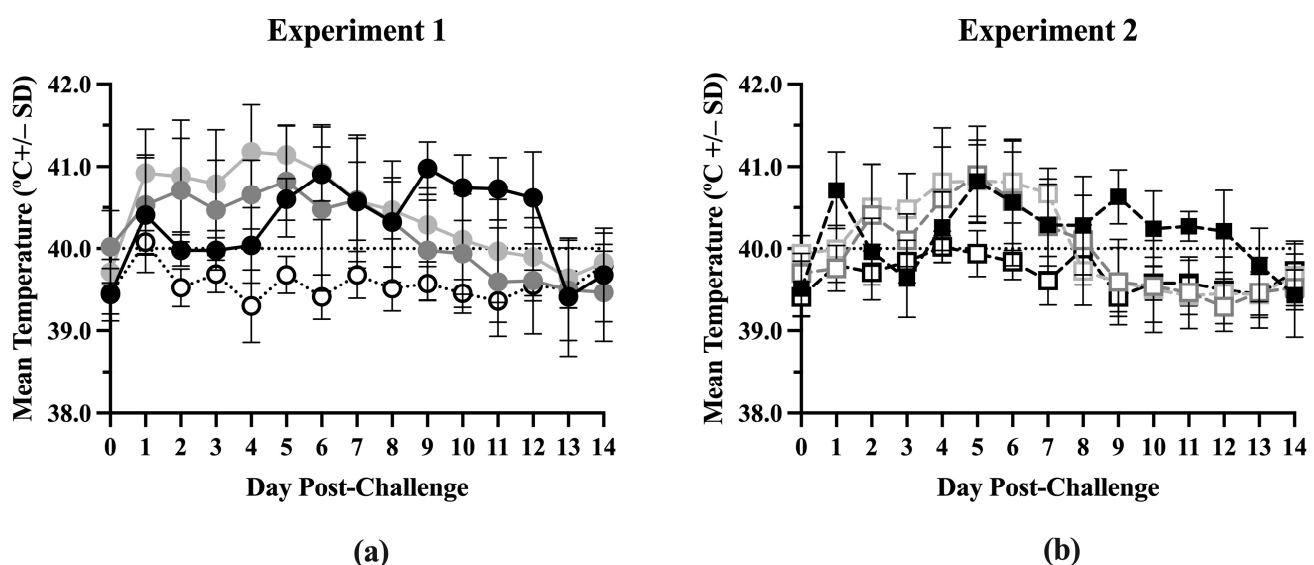 Experiment 1
Mean Temperature (ºC+/− SD)
42.0
41.0
40.0
39.0
38.0
0 1 2 3 4 5 6 7 8 9 10 11 12 13 14
Day Post-Challenge
(a)
Experiment 2
Mean Temperature (ºC +/− SD)
42.0
41.0
40.0
39.0
38.0
0 1 2 3 4 5 6 7 8 9 10 11 12 13 14
Day Post-Challenge
(b)